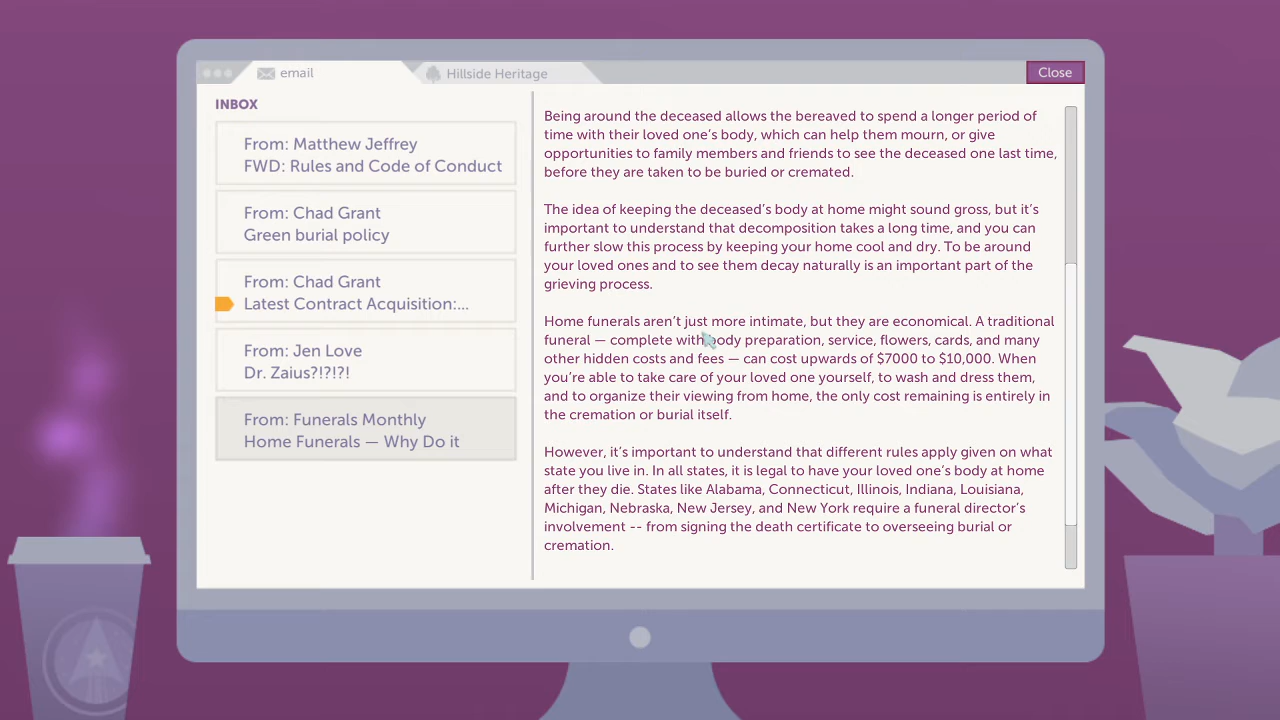 email
Hillside Heritage
Close
INBOX
From: Matthew Jeffrey
FWD: Rules and Code of Conduct
From: Chad Grant
Green burial policy
From: Chad Grant
Latest Contract Acquisition:...
From: Jen Love
Dr. Zaius?!?!?!
From: Funerals Monthly
Home Funerals — Why Do it
Being around the deceased allows the bereaved to spend a longer period of
time with their loved one's body, which can help them mourn, or give
opportunities to family members and friends to see the deceased one last time,
before they are taken to be buried or cremated.
The idea of keeping the deceased's body at home might sound gross, but it's
important to understand that decomposition takes a long time, and you can
further slow this process by keeping your home cool and dry. To be around
your loved ones and to see them decay naturally is an important part of the
grieving process.
Home funerals aren't just more intimate, but they are economical. A traditional
funeral — complete with body preparation, service, flowers, cards, and many
other hidden costs and fees — can cost upwards of $7000 to $10,000. When
you're able to take care of your loved one yourself, to wash and dress them,
and to organize their viewing from home, the only cost remaining is entirely in
the cremation or burial itself.
However, it's important to understand that different rules apply given on what
state you live in. In all states, it is legal to have your loved one's body at home
after they die. States like Alabama, Connecticut, Illinois, Indiana, Louisiana,
Michigan, Nebraska, New Jersey, and New York require a funeral director's
involvement -- from signing the death certificate to overseeing burial or
cremation.